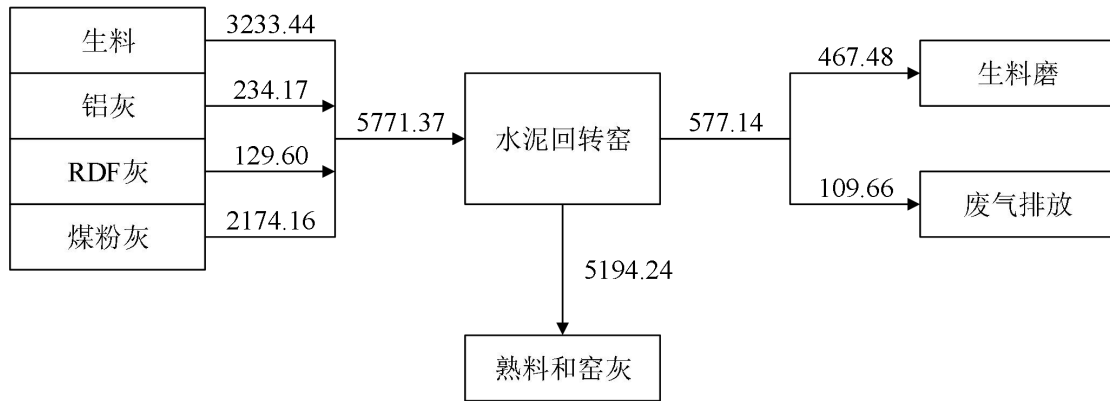 生料
3233.44
铝灰
234.17
RDF灰
129.60
煤粉灰
2174.16
5771.37
水泥回转窑
577.14
467.48
生料磨
109.66
废气排放
5194.24
熟料和窑灰